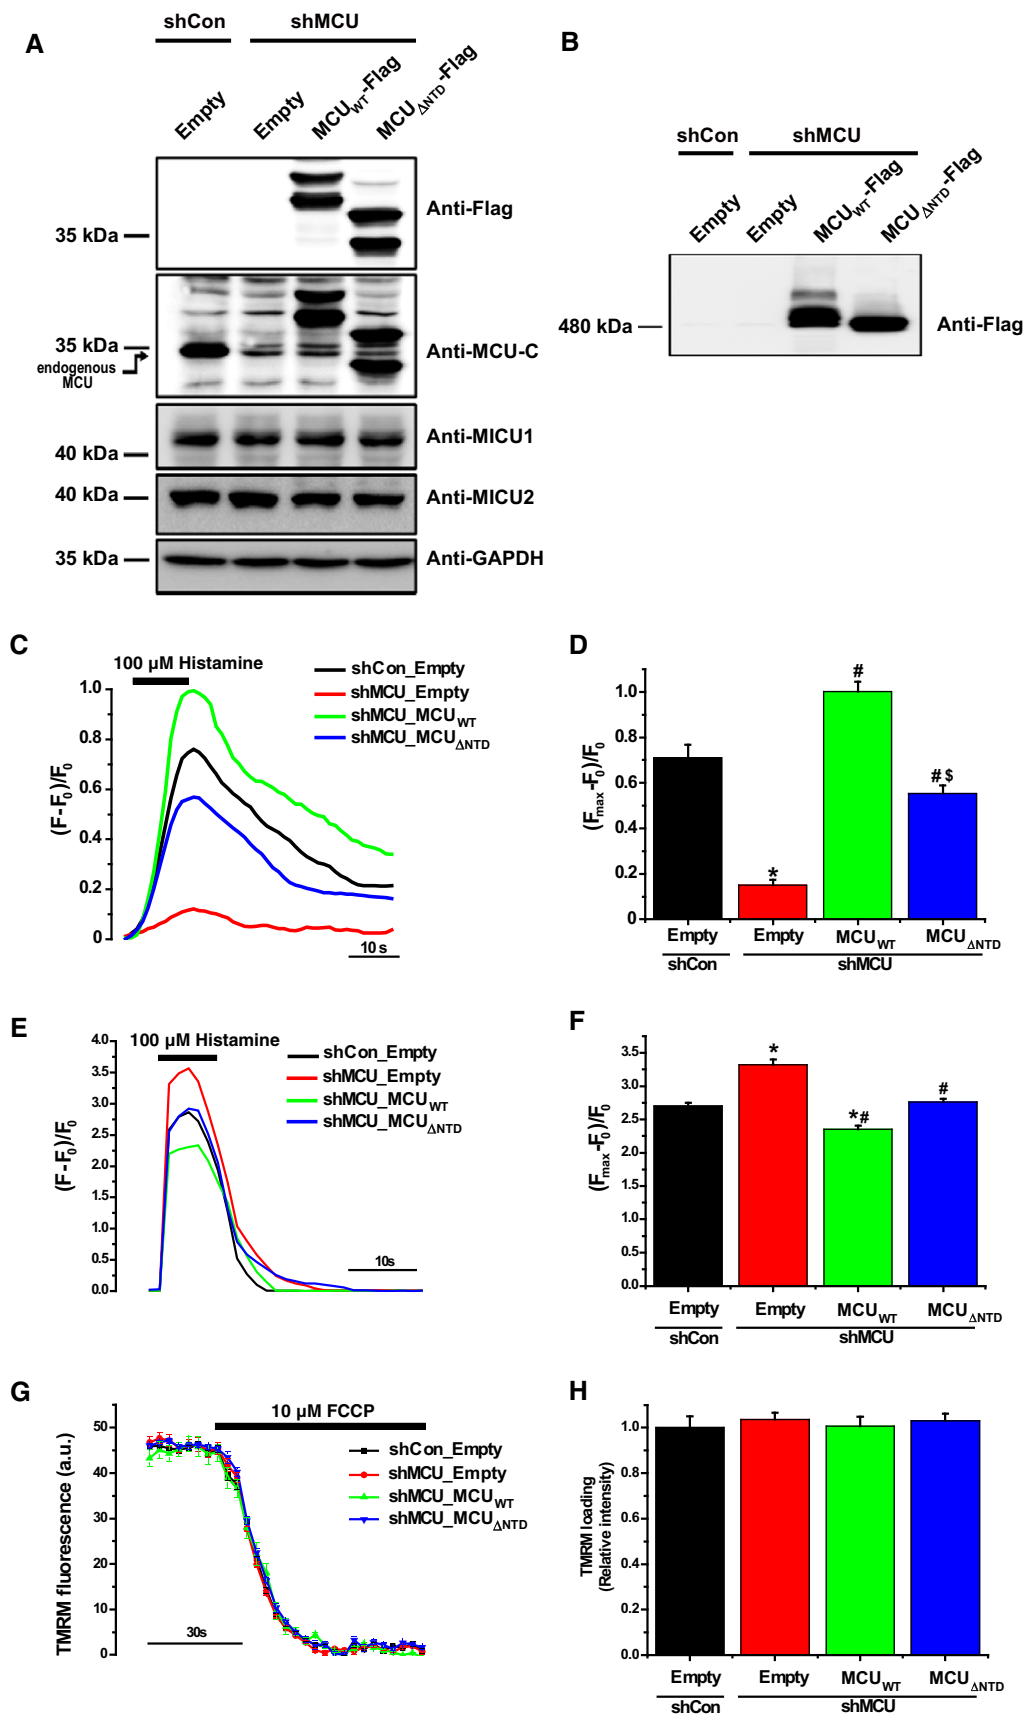 A
shCon
shMCU
Empty
Empty
MCUWT-Flag
MCUΔNTD-Flag
Anti-Flag
35 kDa
35 kDa
endogenous
MCU
Anti-MCU-C
Anti-MICU1
40 kDa
40 kDa
Anti-MICU2
35 kDa
Anti-GAPDH
B
shCon
shMCU
Empty
Empty
MCUWT-Flag
MCUΔNTD-Flag
480 kDa
Anti-Flag
C
100 µM Histamine
shCon_Empty
shMCU_Empty
shMCU_MCUWT
shMCU_MCUΔNTD
(F-F0)/F0
1.0
0.8
0.6
0.4
0.2
0
10 s
D
(Fmax-F0)/F0
1.0
0.8
0.6
0.4
0.2
0
*
#
# $
Empty
Empty
MCUWT
MCUΔNTD
shCon
shMCU
E
100 µM Histamine
shCon_Empty
shMCU_Empty
shMCU_MCUWT
shMCU_MCUΔNTD
(F-F0)/F0
4.0
3.5
3.0
2.5
2.0
1.5
1.0
0.5
0.0
10s
F
(Fmax-F0)/F0
3.5
3.0
2.5
2.0
1.5
1.0
0.5
0.0
*
*#
#
Empty
Empty
MCUWT
MCUΔNTD
shCon
shMCU
G
10 µM FCCP
shCon_Empty
shMCU_Empty
shMCU_MCUWT
shMCU_MCUΔNTD
TMRM fluorescence (a.u.)
50
40
30
20
10
0
30s
H
TMRM loading
(Relative intensity)
1.0
0.8
0.6
0.4
0.2
0.0
Empty
Empty
MCUWT
MCUΔNTD
shCon
shMCU